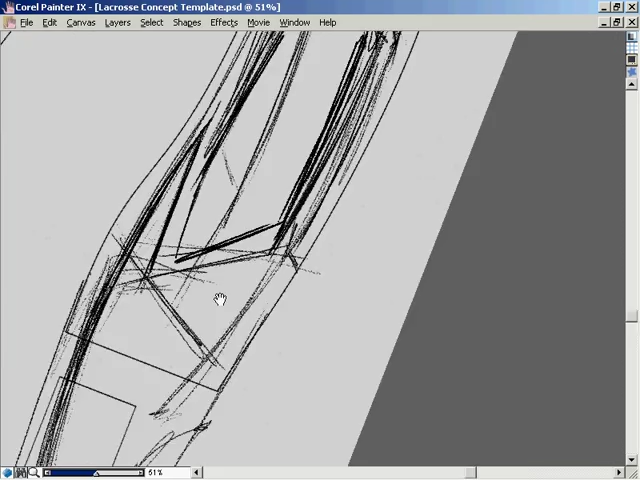 Corel Painter IX - [Lacrosse Concept Template.psd @ 51%]
File Edit Canvas Layers Select Shapes Effects Movie Window Help
51%